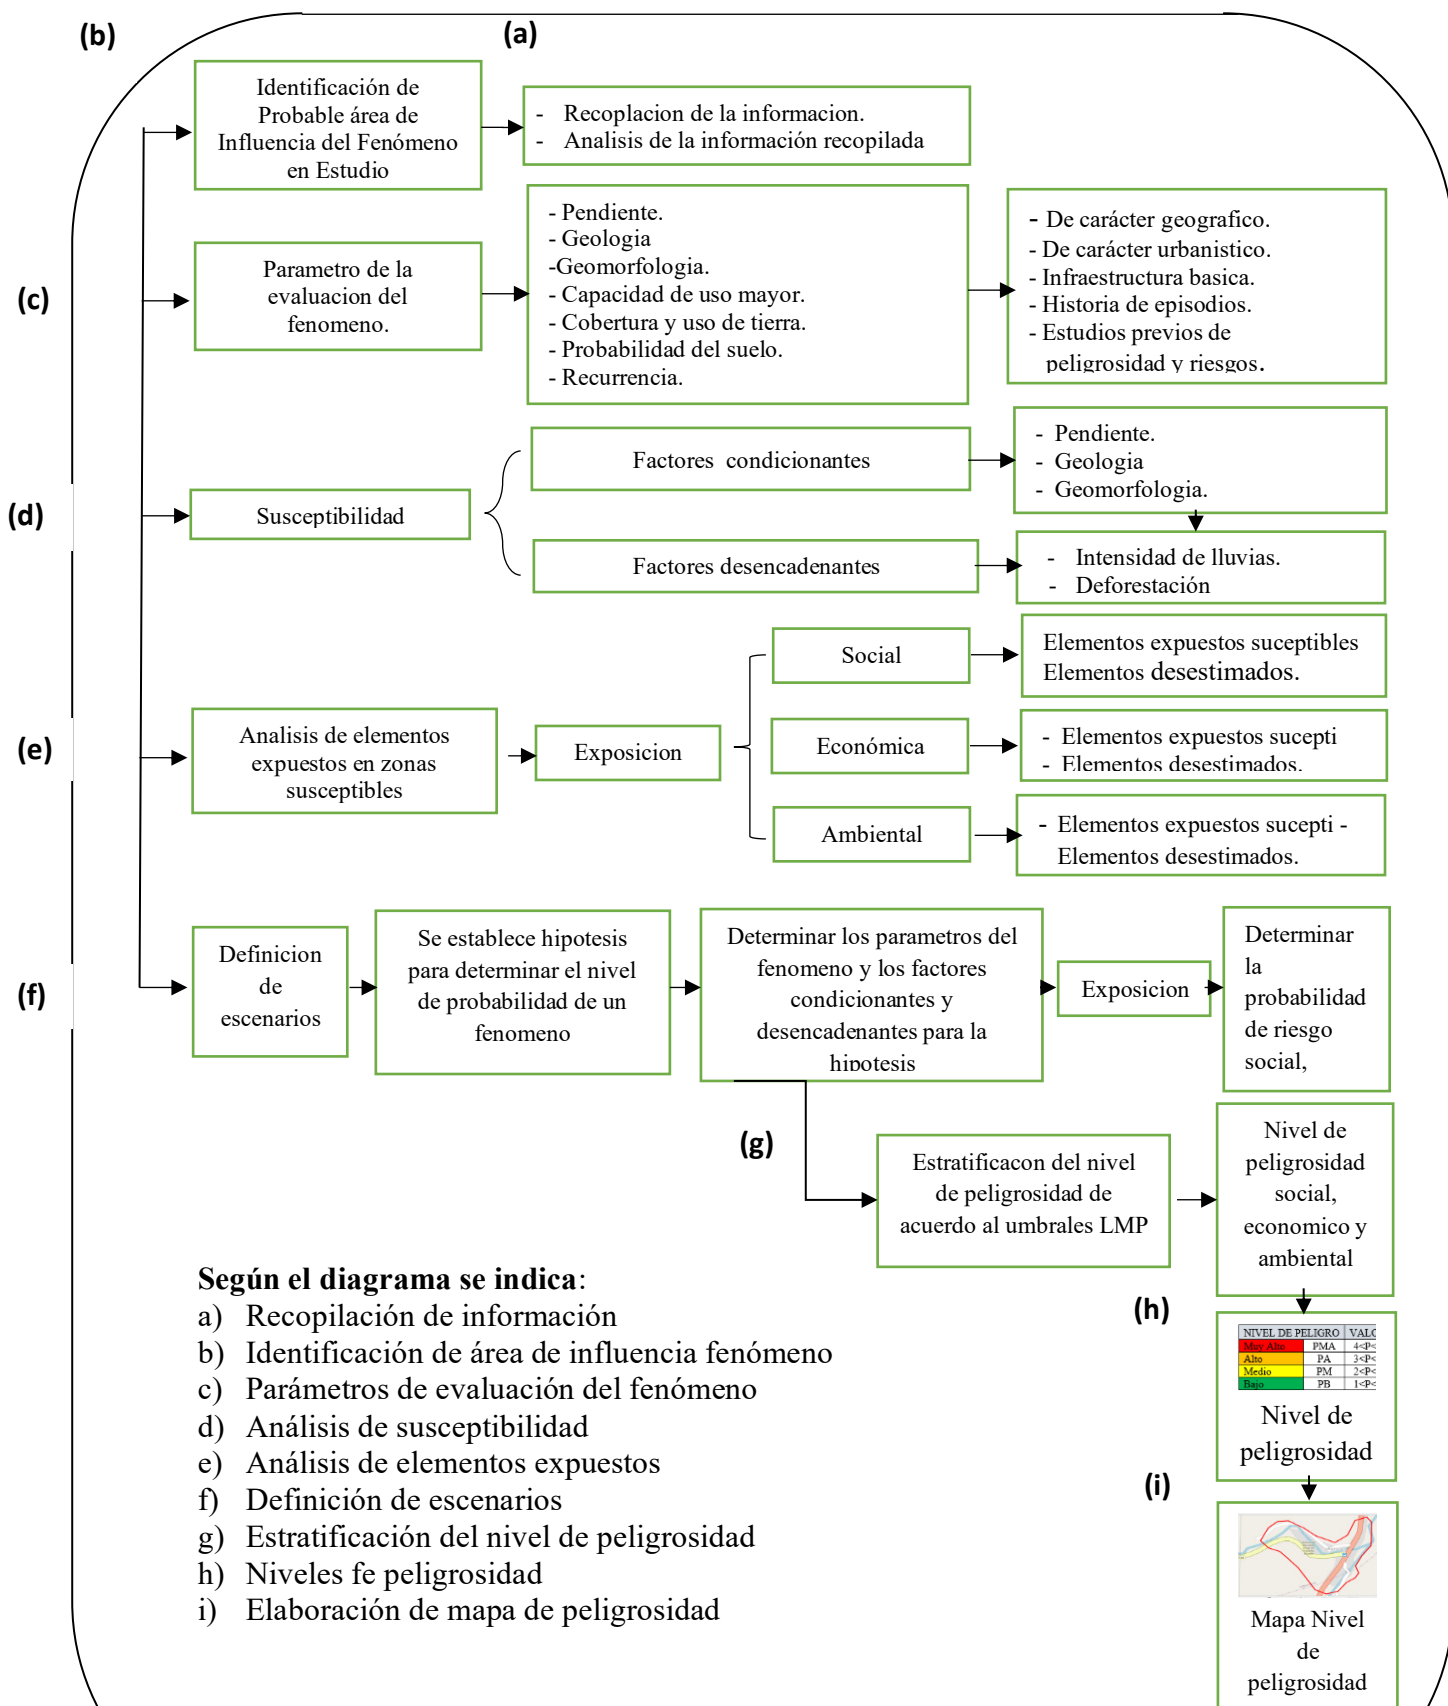 (b)
(a)
Identificación de
Probable área de
Influencia del Fenómeno
en Estudio
- Recoplacion de la informacion.
- Analisis de la información recopilada
(c)
Parametro de la
evaluacion del
fenomeno.
- Pendiente.
- Geologia
-Geomorfologia.
- Capacidad de uso mayor.
- Cobertura y uso de tierra.
- Probabilidad del suelo.
- Recurrencia.
- De carácter geografico.
- De carácter urbanistico.
- Infraestructura basica.
- Historia de episodios.
- Estudios previos de
peligrosidad y riesgos.
(d)
Susceptibilidad
Factores condicionantes
- Pendiente.
- Geologia
- Geomorfologia.
Factores desencadenantes
- Intensidad de lluvias.
- Deforestación
(e)
Analisis de elementos
expuestos en zonas
susceptibles
Exposicion
Social
Elementos expuestos suceptibles
Elementos desestimados.
Económica
- Elementos expuestos sucepti
- Elementos desestimados.
Ambiental
- Elementos expuestos sucepti -
Elementos desestimados.
(f)
Definicion
de
escenarios
Se establece hipotesis
para determinar el nivel
de probabilidad de un
fenomeno
Determinar los parametros del
fenomeno y los factores
condicionantes y
desencadenantes para la
hipotesis
Exposicion
Determinar
la
probabilidad
de riesgo
social,
(g)
Estratificacon del nivel
de peligrosidad de
acuerdo al umbrales LMP
Nivel de
peligrosidad
social,
economico y
ambiental
(h)
NIVEL DE PELIGRO VALO
Muy Alto PMA 4<P<
Alto PA 3<P<
Medio PM 2<P<
Bajo PB 1<P<
Nivel de
peligrosidad
(i)
Mapa Nivel
de
peligrosidad
Según el diagrama se indica:
a) Recopilación de información
b) Identificación de área de influencia fenómeno
c) Parámetros de evaluación del fenómeno
d) Análisis de susceptibilidad
e) Análisis de elementos expuestos
f) Definición de escenarios
g) Estratificación del nivel de peligrosidad
h) Niveles fe peligrosidad
i) Elaboración de mapa de peligrosidad